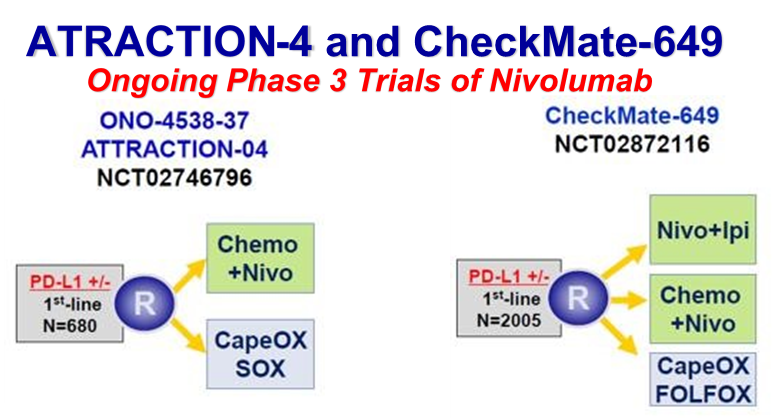 ATRACTION-4 and CheckMate-649
Ongoing Phase 3 Trials of Nivolumab
ONO-4538-37
ATTRACTION-04
NCT02746796
PD-L1 +/-
1st-line
N=680
R
Chemo
+Nivo
CapeOX
SOX
CheckMate-649
NCT02872116
PD-L1 +/-
1st-line
N=2005
R
Nivo+Ipi
Chemo
+Nivo
CapeOX
FOLFOX